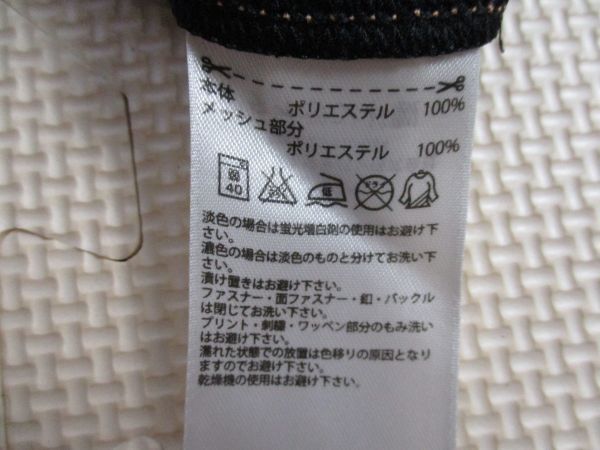 本体
ポリエステル 100%
メッシュ部分
ポリエステル 100%
弱 40 低 ドライ
淡色の場合は蛍光増白剤の使用はお避け下
さい。
濃色の場合は淡色のものと分けてお洗い下
さい。
漬け置きはお避け下さい。
ファスナー・面ファスナー・釦・バックル
は閉じてお洗い下さい。
プリント・刺繍・ワッペン部分のもみ洗い
はお避け下さい。
濡れた状態での放置は色移りの原因となり
ますのでお避け下さい。
乾燥機の使用はお避け下さい。